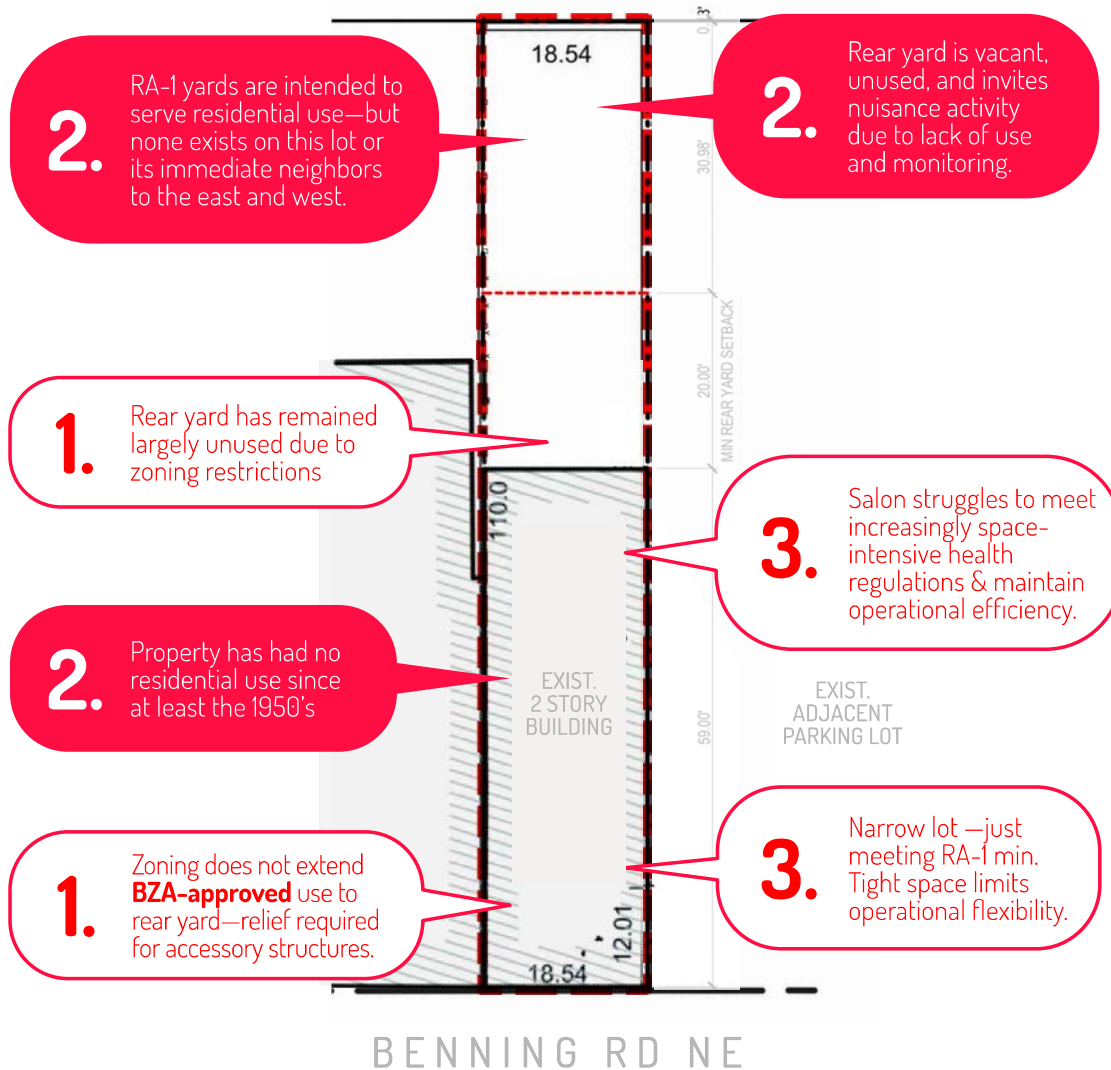 18.54
0.3'
2.
RA-1 yards are intended to
serve residential use—but
none exists on this lot or
its immediate neighbors
to the east and west.
2.
Rear yard is vacant,
unused, and invites
nuisance activity
due to lack of use
and monitoring.
30.98'
20.00'
MIN REAR YARD SETBACK
1.
Rear yard has remained
largely unused due to
zoning restrictions
110.0
3.
Salon struggles to meet
increasingly space-
intensive health
regulations & maintain
operational efficiency.
2.
Property has had no
residential use since
at least the 1950's
EXIST.
2 STORY
BUILDING
59.00'
EXIST.
ADJACENT
PARKING LOT
1.
Zoning does not extend
BZA-approved use to
rear yard—relief required
for accessory structures.
3.
Narrow lot —just
meeting RA-1 min.
Tight space limits
operational flexibility.
12.01
18.54
BENNING RD NE